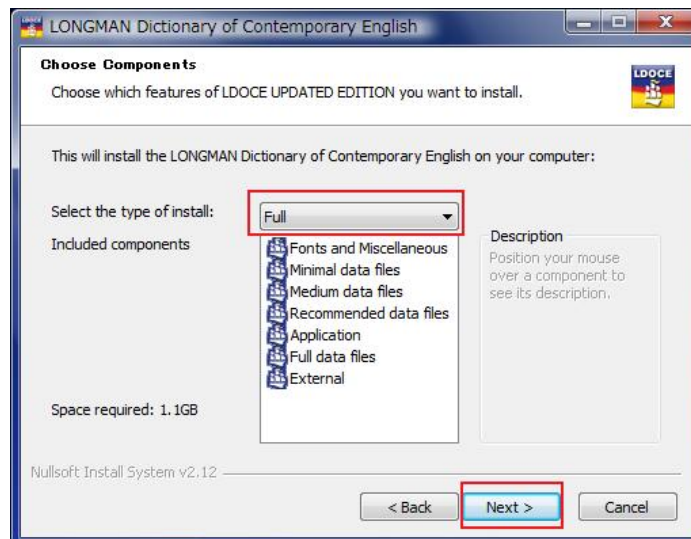 LONGMAN Dictionary of Contemporary English
Choose Components
Choose which features of LDOCE UPDATED EDITION you want to install.
LDOCE
This will install the LONGMAN Dictionary of Contemporary English on your computer:
Select the type of install:
Full
Included components
Fonts and Miscellaneous
Minimal data files
Medium data files
Recommended data files
Application
Full data files
External
Description
Position your mouse
over a component to
see its description.
Space required: 1.1GB
Nullsoft Install System v2.12
< Back
Next >
Cancel